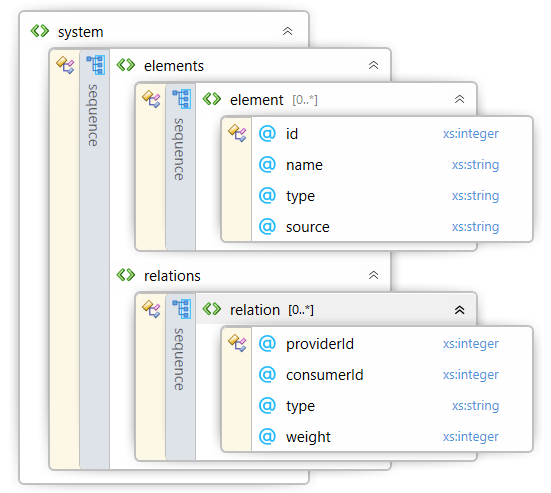 system
sequence
elements
sequence
element [0..*]
@ id xs:integer
@ name xs:string
@ type xs:string
@ source xs:string
relations
sequence
relation [0..*]
@ providerId xs:integer
@ consumerId xs:integer
@ type xs:string
@ weight xs:integer